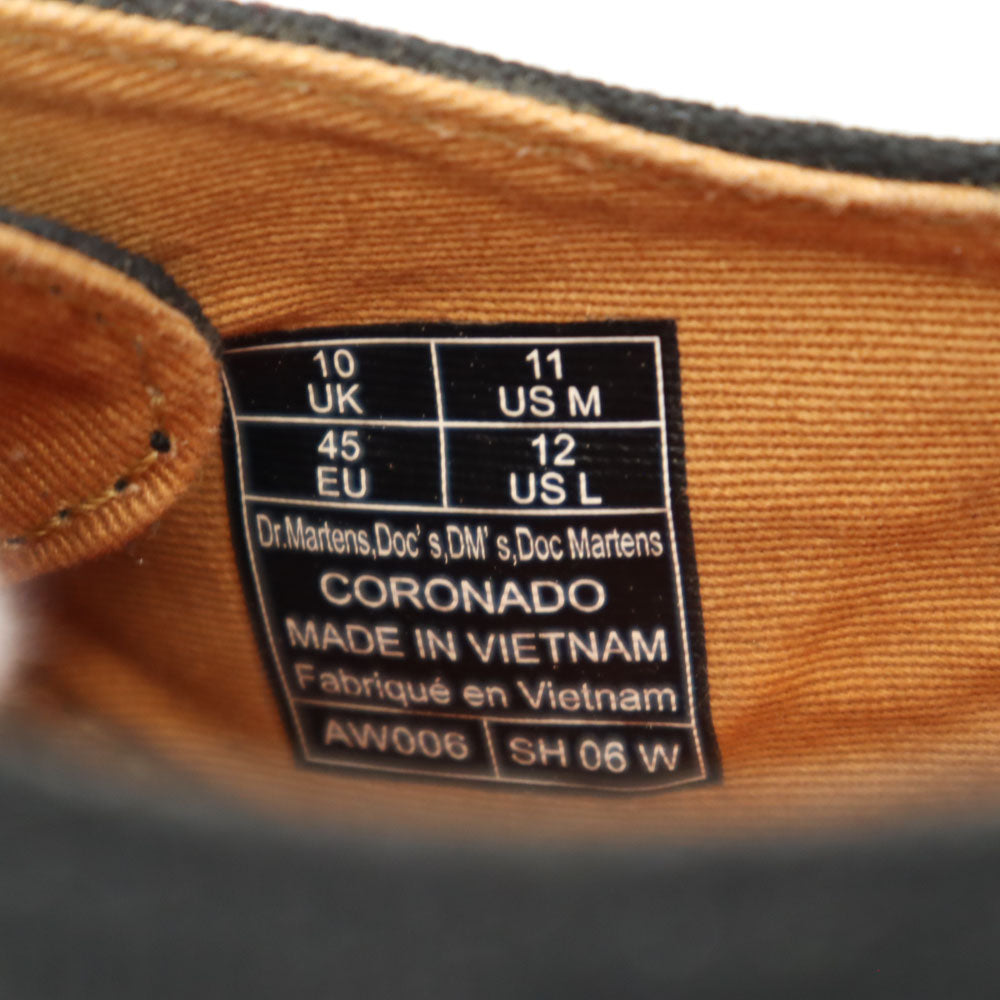 10 11
UK US M
45 12
EU US L
Dr.Martens,Doc' s,DM' s,Doc Martens
CORONADO
MADE IN VIETNAM
Fabriqué en Vietnam
AW006 SH 06 W